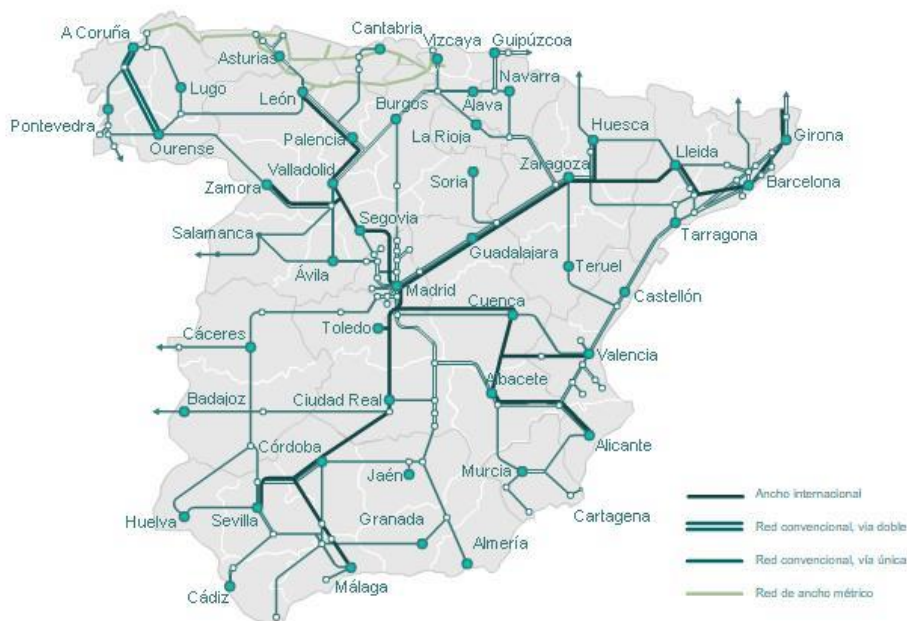 A Coruña
Asturias
Cantabria
Vizcaya
Guipúzcoa
Navarra
Lugo
León
Burgos
Alava
Pontevedra
Ourense
Palencia
La Rioja
Huesca
Lleida
Girona
Zamora
Valladolid
Soria
Zaragoza
Barcelona
Salamanca
Segovia
Ávila
Guadalajara
Tarragona
Madrid
Teruel
Castellón
Toledo
Cuenca
Cáceres
Valencia
Badajoz
Ciudad Real
Albacete
Alicante
Córdoba
Jaén
Murcia
Cartagena
Huelva
Sevilla
Granada
Almería
Cádiz
Málaga
Ancho internacional
Red convencional, via doble
Red convencional, vía única
Red de ancho métrico